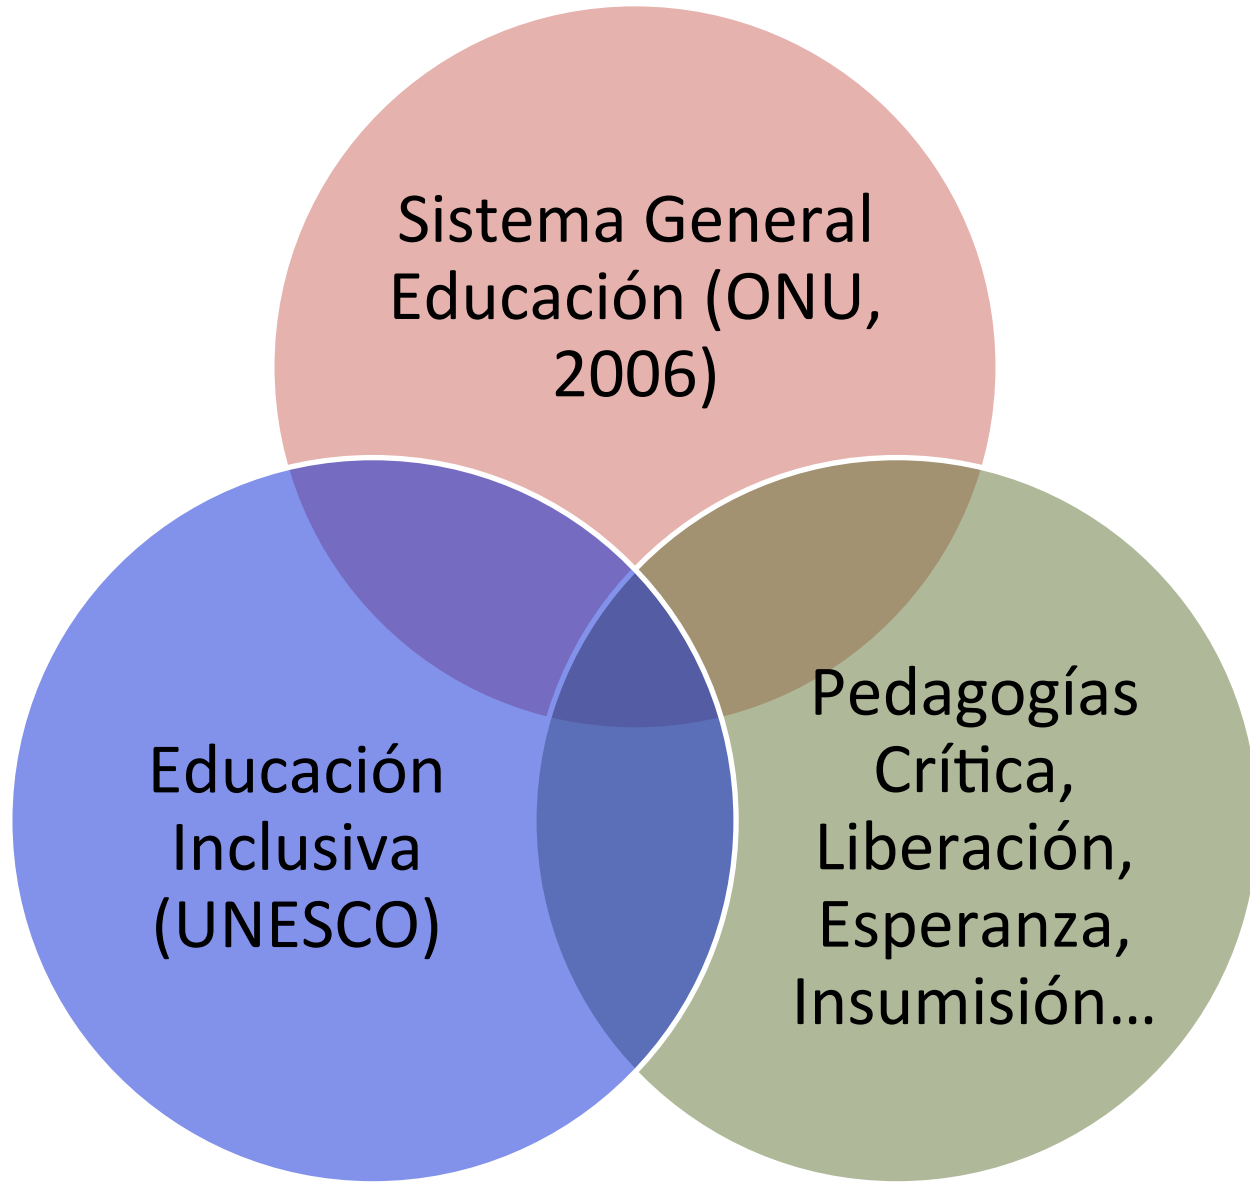 Sistema General
Educación (ONU,
2006)
Educación
Inclusiva
(UNESCO)
Pedagogías
Crítica,
Liberación,
Esperanza,
Insumisión…